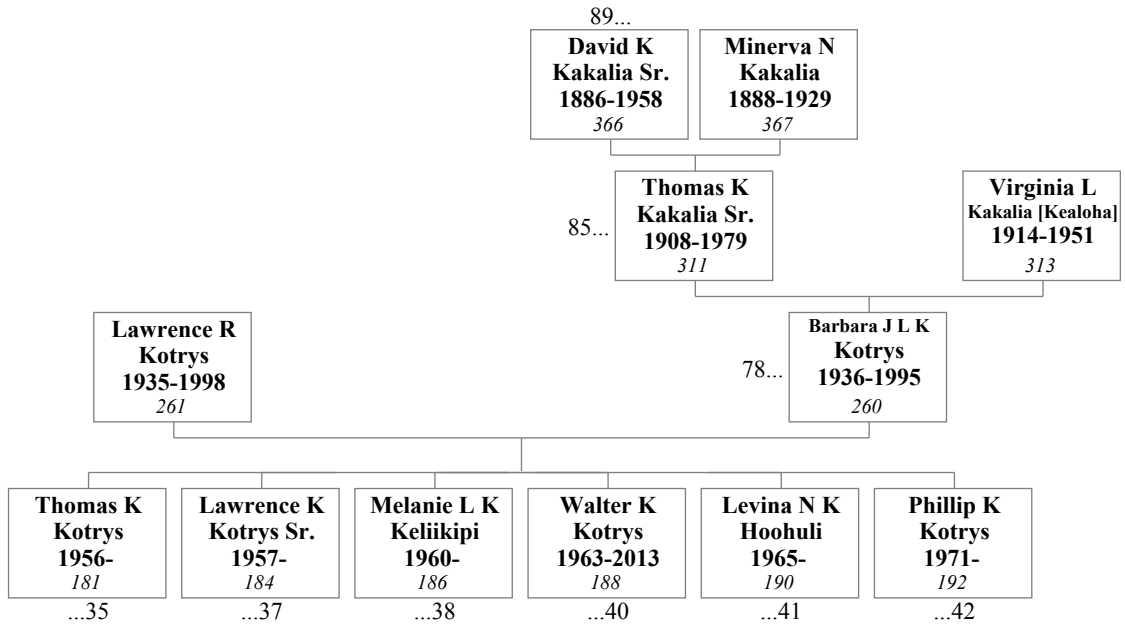 89...
David K
Kakalia Sr.
1886-1958
366
Minerva N
Kakalia
1888-1929
367
85...
Thomas K
Kakalia Sr.
1908-1979
311
Virginia L
Kakalia [Kealoha]
1914-1951
313
Lawrence R
Kotrys
1935-1998
261
78...
Barbara J L K
Kotrys
1936-1995
260
Thomas K
Kotrys
1956-
181
...35
Lawrence K
Kotrys Sr.
1957-
184
...37
Melanie L K
Keliikipi
1960-
186
...38
Walter K
Kotrys
1963-2013
188
...40
Levina N K
Hoohuli
1965-
190
...41
Phillip K
Kotrys
1971-
192
...42